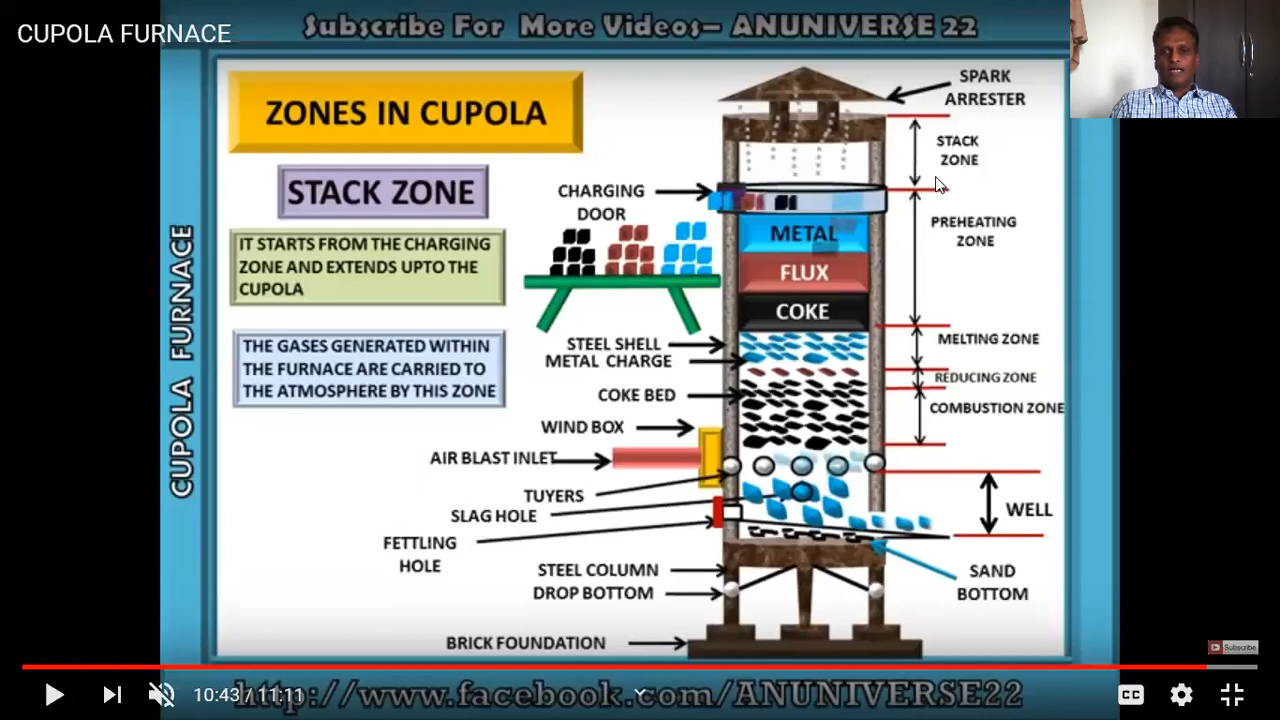 CUPOLA FURNACE
Subscribe For More Videos– ANUNIVERSE 22
CUPOLA FURNACE
ZONES IN CUPOLA
STACK ZONE
IT STARTS FROM THE CHARGING
ZONE AND EXTENDS UPTO THE
CUPOLA
THE GASES GENERATED WITHIN
THE FURNACE ARE CARRIED TO
THE ATMOSPHERE BY THIS ZONE
SPARK
ARRESTER
STACK
ZONE
CHARGING
DOOR
PREHEATING
ZONE
METAL
FLUX
COKE
STEEL SHELL
METAL CHARGE
MELTING ZONE
REDUCING ZONE
COKE BED
COMBUSTION ZONE
WIND BOX
AIR BLAST INLET
TUYERS
SLAG HOLE
WELL
FETTLING
HOLE
STEEL COLUMN
DROP BOTTOM
SAND
BOTTOM
BRICK FOUNDATION
Subscribe
10:43 / 11:11
http://www.facebook.com/ANUNIVERSE22
CC